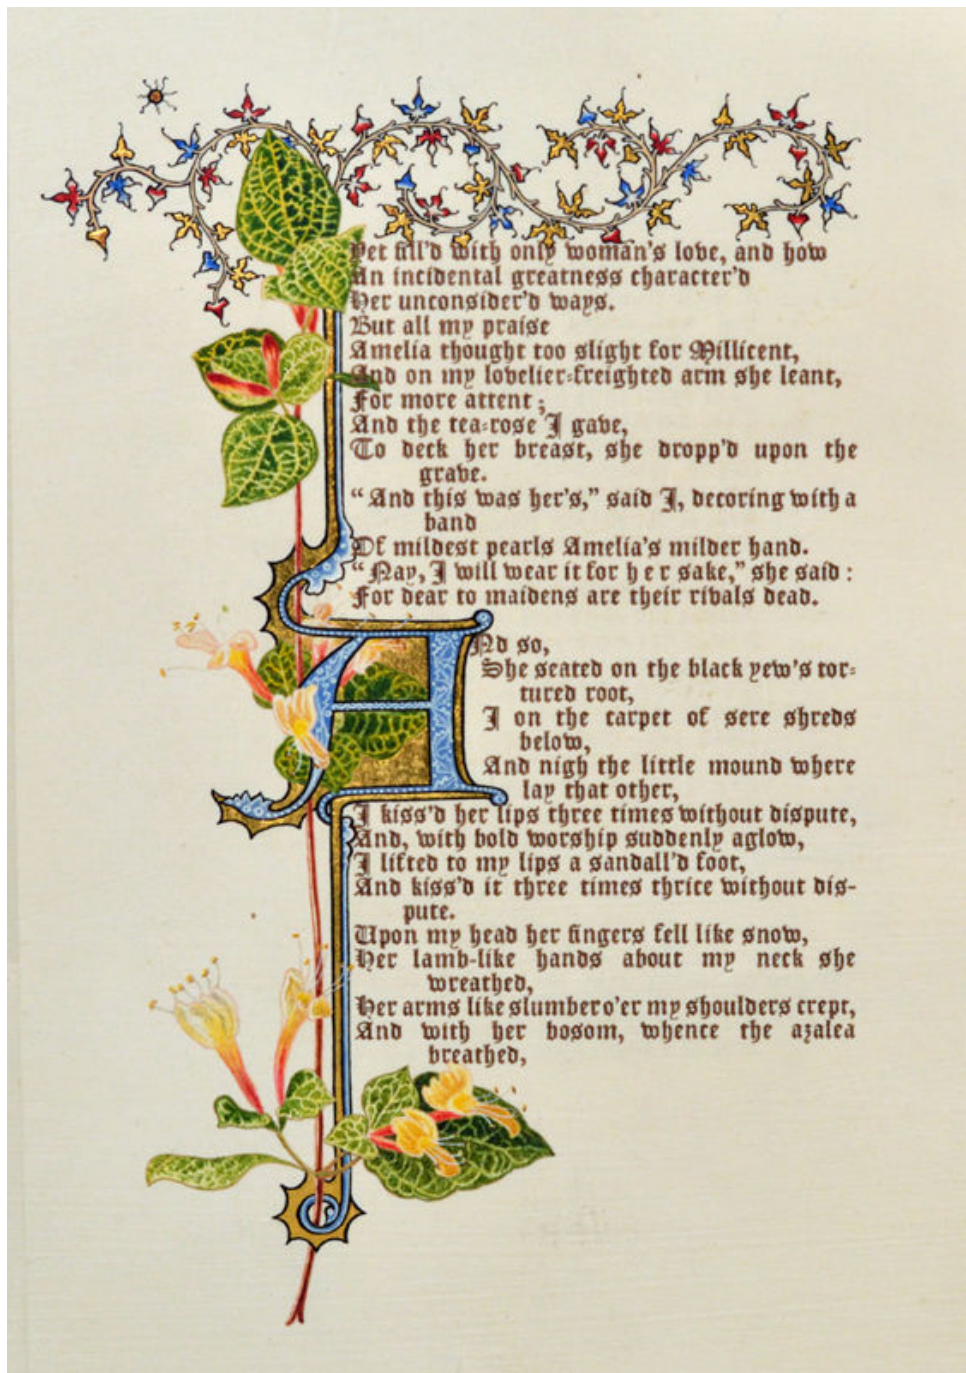 Yet fill'd with only woman's love, and how
An incidental greatness character'd
Her unconsider'd ways.
But all my praise
Amelia thought too slight for Millicent,
And on my lovelier-freighted arm she leant,
For more attent;
And the tea-rose I gave,
To deck her breast, she dropp'd upon the
grave.
“And this was her's,” said I, decoring with a
band
Of mildest pearls Amelia's milder hand.
“Nay, I will wear it for her sake,” she said:
For dear to maidens are their rivals dead.
ANd so,
She seated on the black yew's tor-
tured root,
I on the carpet of sere shreds
below,
And nigh the little mound where
lay that other,
I kiss'd her lips three times without dispute,
And, with bold worship suddenly aglow,
I lifted to my lips a sandall'd foot,
And kiss'd it three times thrice without dis-
pute.
Upon my head her fingers fell like snow,
Her lamb-like hands about my neck she
wreathed,
Her arms like slumber o'er my shoulders crept,
And with her bosom, whence the azalea
breathed,